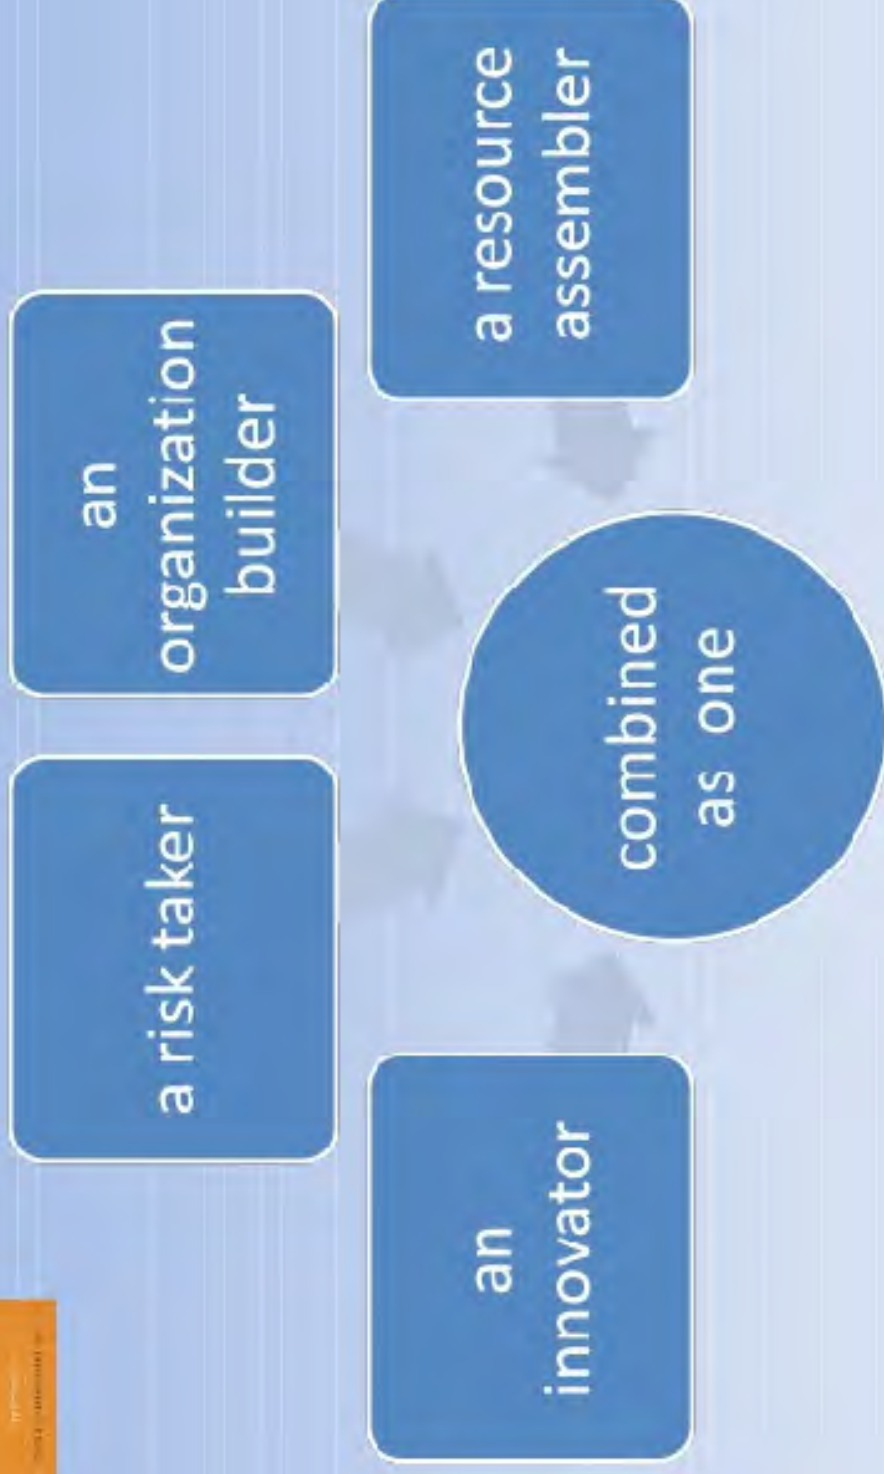 an
innovator
a risk taker
an
organization
builder
a resource
assembler
combined
as one